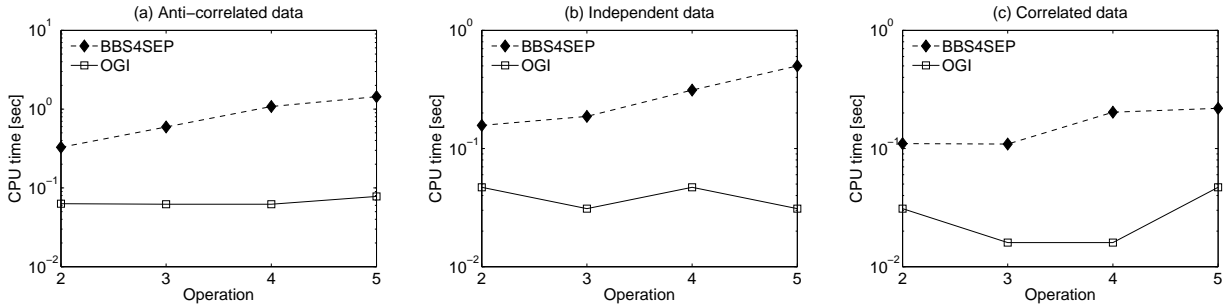 (a) Anti−correlated data
10^1
10^0
10^−1
10^−2
CPU time [sec]
BBS4SEP
OGI
2 3 4 5
Operation
(b) Independent data
10^0
10^−1
10^−2
CPU time [sec]
BBS4SEP
OGI
2 3 4 5
Operation
(c) Correlated data
10^0
10^−1
10^−2
CPU time [sec]
BBS4SEP
OGI
2 3 4 5
Operation